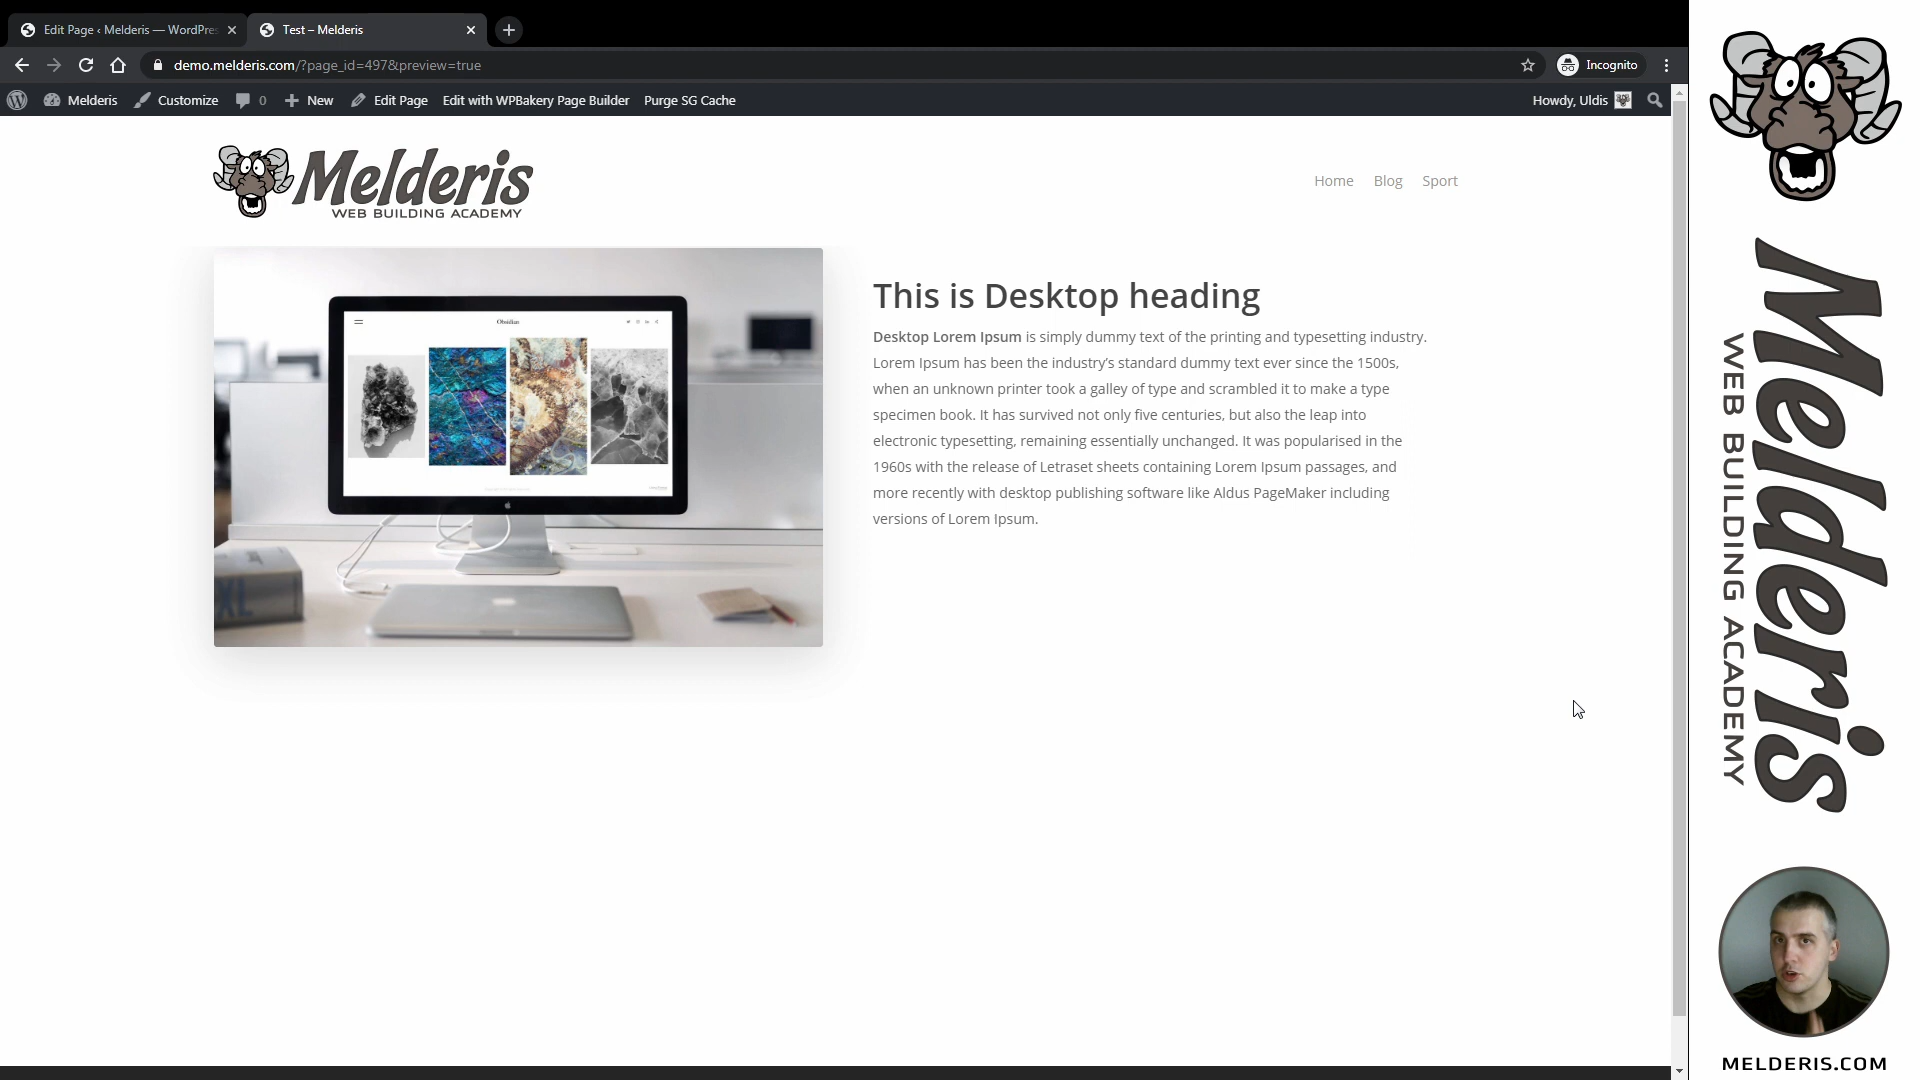 Edit Page ‹ Melderis — WordPres
Test – Melderis
demo.melderis.com/?page_id=497&preview=true
Incognito
Melderis
Customize
0
New
Edit Page
Edit with WPBakery Page Builder
Purge SG Cache
Howdy, Uldis
Melderis
WEB BUILDING ACADEMY
Home
Blog
Sport
Obsidian
XL
This is Desktop heading
Desktop Lorem Ipsum is simply dummy text of the printing and typesetting industry.
Lorem Ipsum has been the industry’s standard dummy text ever since the 1500s,
when an unknown printer took a galley of type and scrambled it to make a type
specimen book. It has survived not only five centuries, but also the leap into
electronic typesetting, remaining essentially unchanged. It was popularised in the
1960s with the release of Letraset sheets containing Lorem Ipsum passages, and
more recently with desktop publishing software like Aldus PageMaker including
versions of Lorem Ipsum.
Melderis
WEB BUILDING ACADEMY
MELDERIS.COM